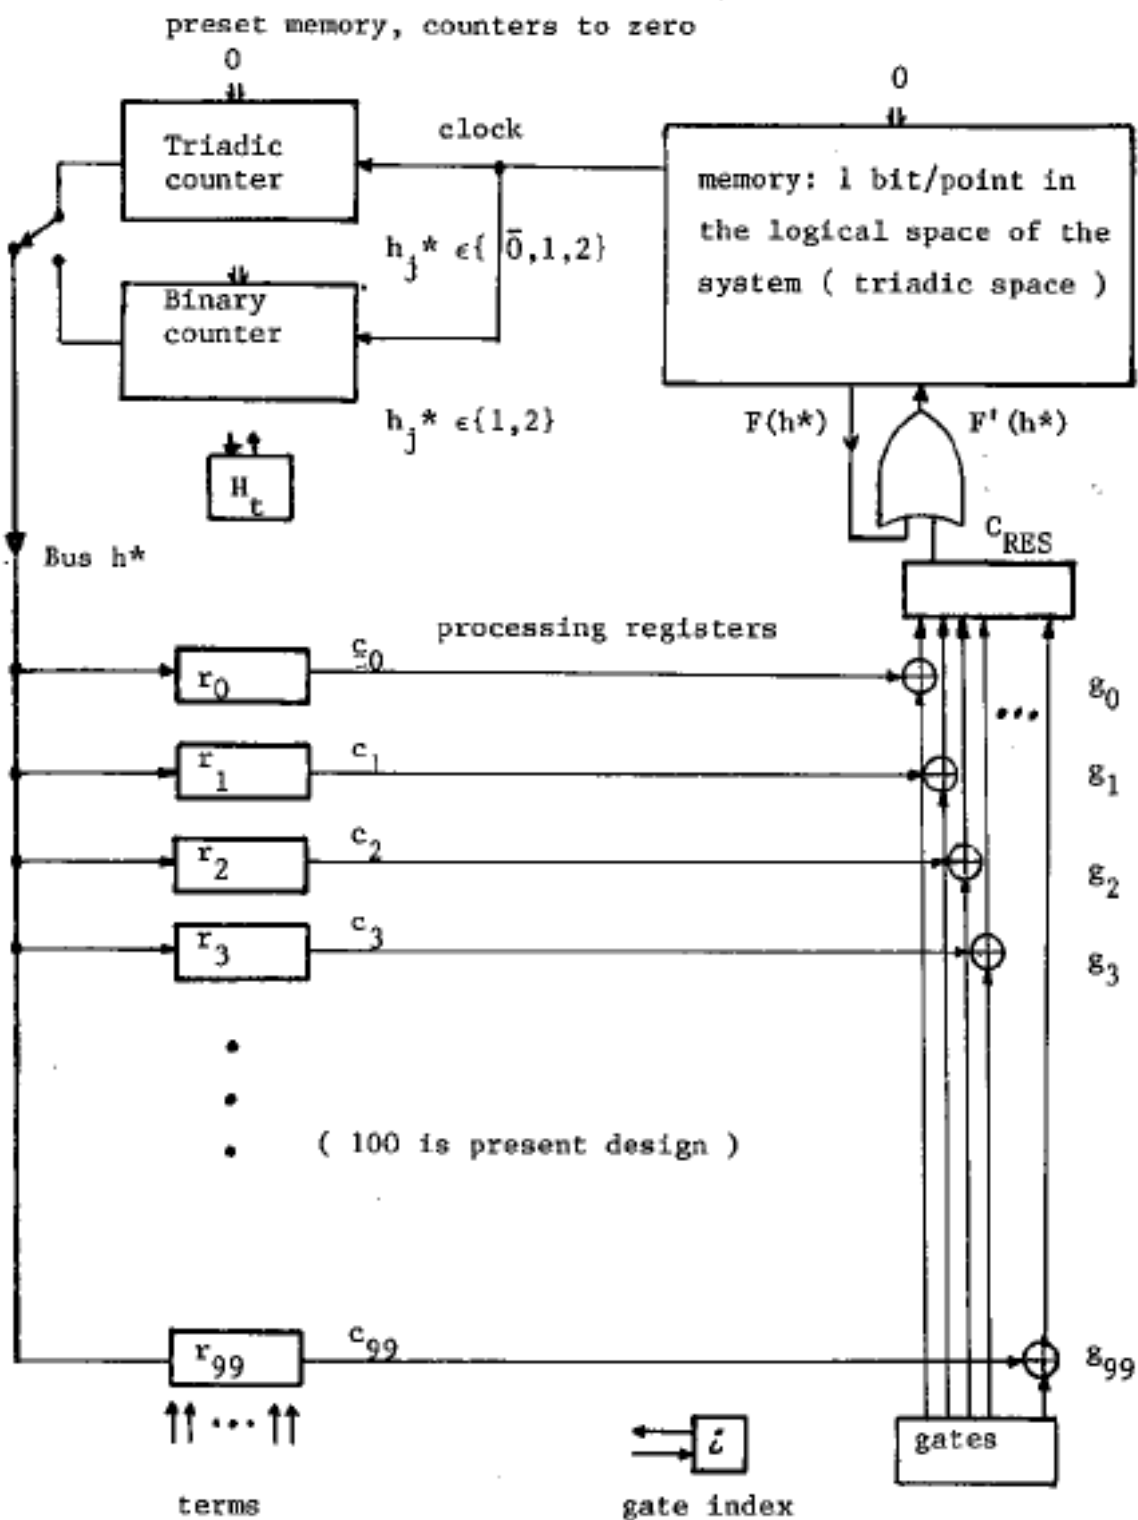 preset memory, counters to zero
0
0
Triadic
counter
clock
memory: 1 bit/point in
the logical space of the
system ( triadic space )
h_j* ϵ{ 0̄,1,2}
Binary
counter
h_j* ϵ{1,2}
F(h*)
F'(h*)
H_t
C_RES
Bus h*
processing registers
r_0
c_0
g_0
...
r_1
c_1
g_1
r_2
c_2
g_2
r_3
c_3
g_3
( 100 is present design )
r_99
c_99
g_99
...
i
gates
terms
gate index